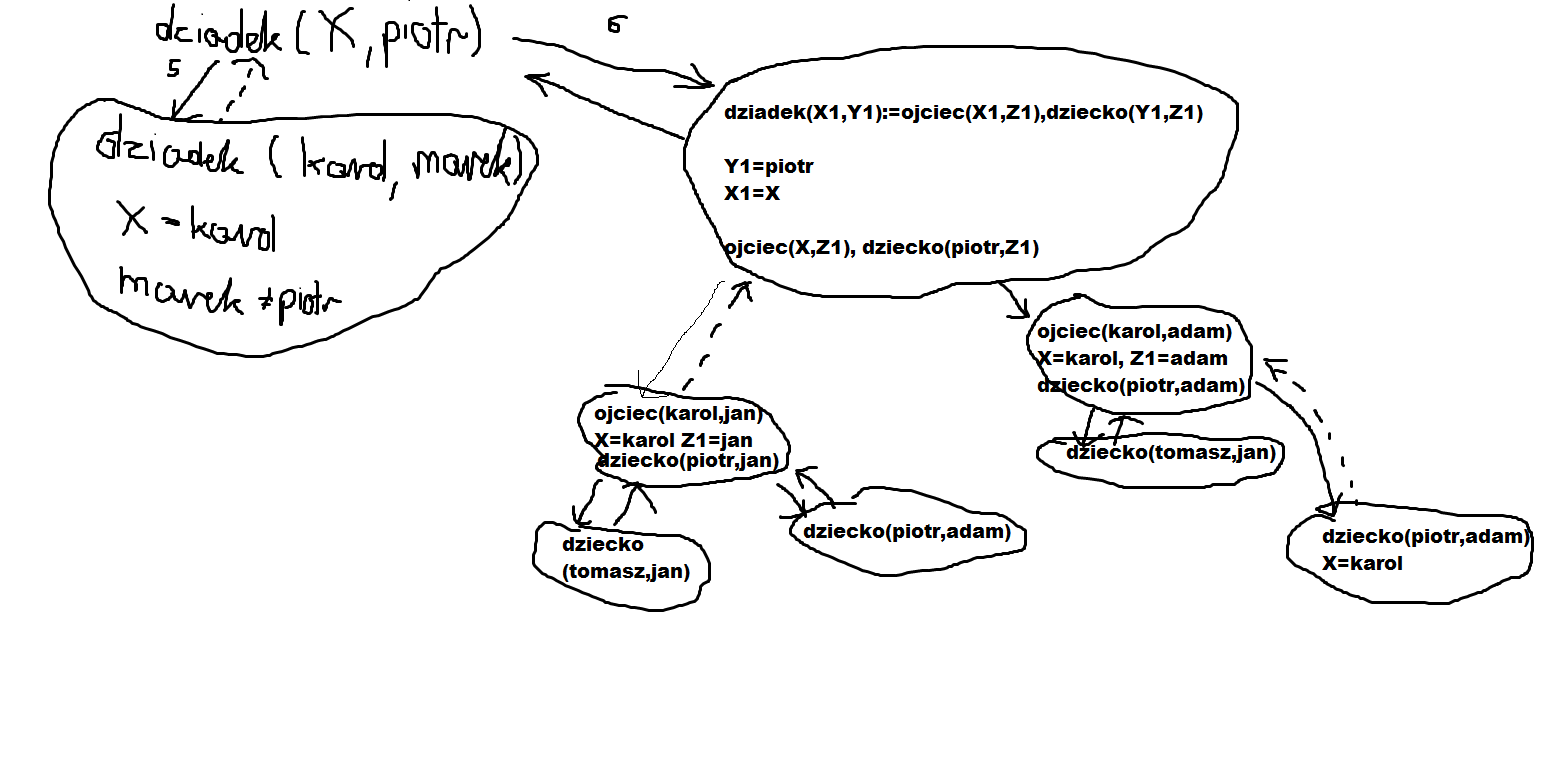 dziadek(X,piotr)
5
6
dziadek(karol,marek)
X=karol
marek≠piotr
dziadek(X1,Y1):=ojciec(X1,Z1),dziecko(Y1,Z1)
Y1=piotr
X1=X
ojciec(X,Z1), dziecko(piotr,Z1)
ojciec(karol,jan)
X=karol Z1=jan
dziecko(piotr,jan)
dziecko
(tomasz,jan)
dziecko(piotr,adam)
ojciec(karol,adam)
X=karol, Z1=adam
dziecko(piotr,adam)
dziecko(tomasz,jan)
dziecko(piotr,adam)
X=karol